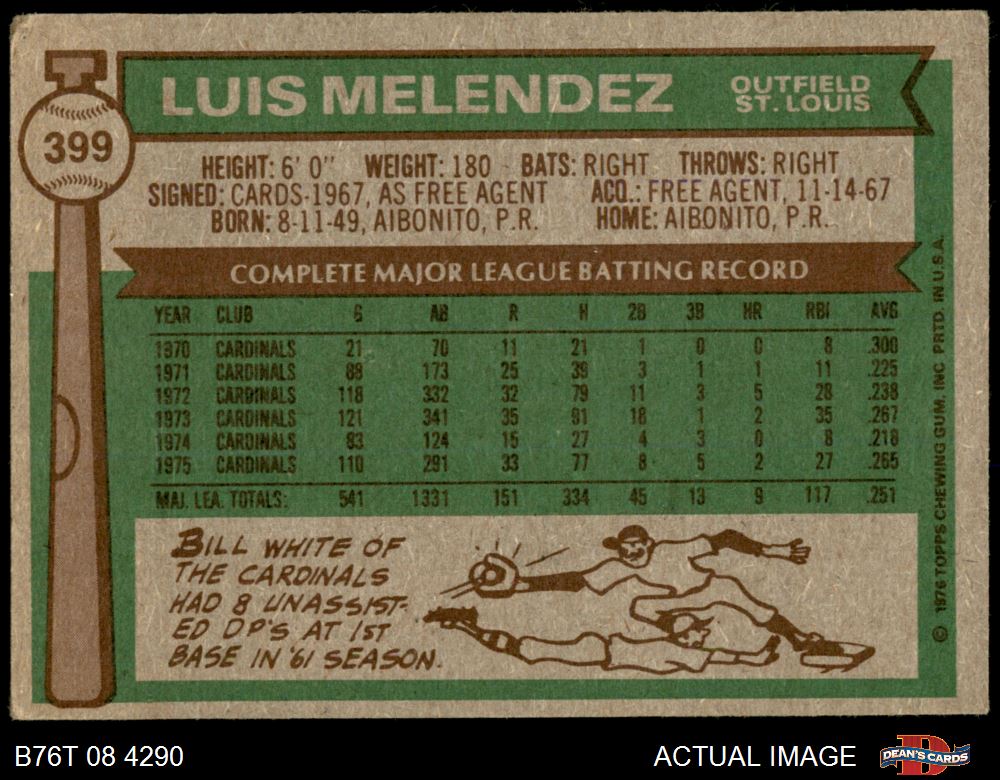 399
LUIS MELENDEZ
OUTFIELD
ST. LOUIS
HEIGHT: 6' 0" WEIGHT: 180 BATS: RIGHT THROWS: RIGHT
SIGNED: CARDS-1967, AS FREE AGENT ACQ.: FREE AGENT, 11-14-67
BORN: 8-11-49, AIBONITO, P.R. HOME: AIBONITO, P.R.
COMPLETE MAJOR LEAGUE BATTING RECORD
YEAR CLUB G AB R H 2B 3B HR RBI AVG
1970 CARDINALS 21 70 11 21 1 0 0 8 .300
1971 CARDINALS 88 173 25 39 3 1 1 11 .225
1972 CARDINALS 118 332 32 79 11 3 5 28 .238
1973 CARDINALS 121 341 35 91 18 1 2 35 .267
1974 CARDINALS 83 124 15 27 4 3 0 8 .218
1975 CARDINALS 110 291 33 77 8 5 2 27 .265
MAJ. LEA. TOTALS: 541 1331 151 334 45 13 9 117 .251
BILL WHITE OF
THE CARDINALS
HAD 8 UNASSIST-
ED DP'S AT 1ST
BASE IN '61 SEASON.
© 1976 TOPPS CHEWING GUM, INC PRTD. IN U.S.A.
B76T 08 4290
ACTUAL IMAGE
D
DEAN'S CARDS